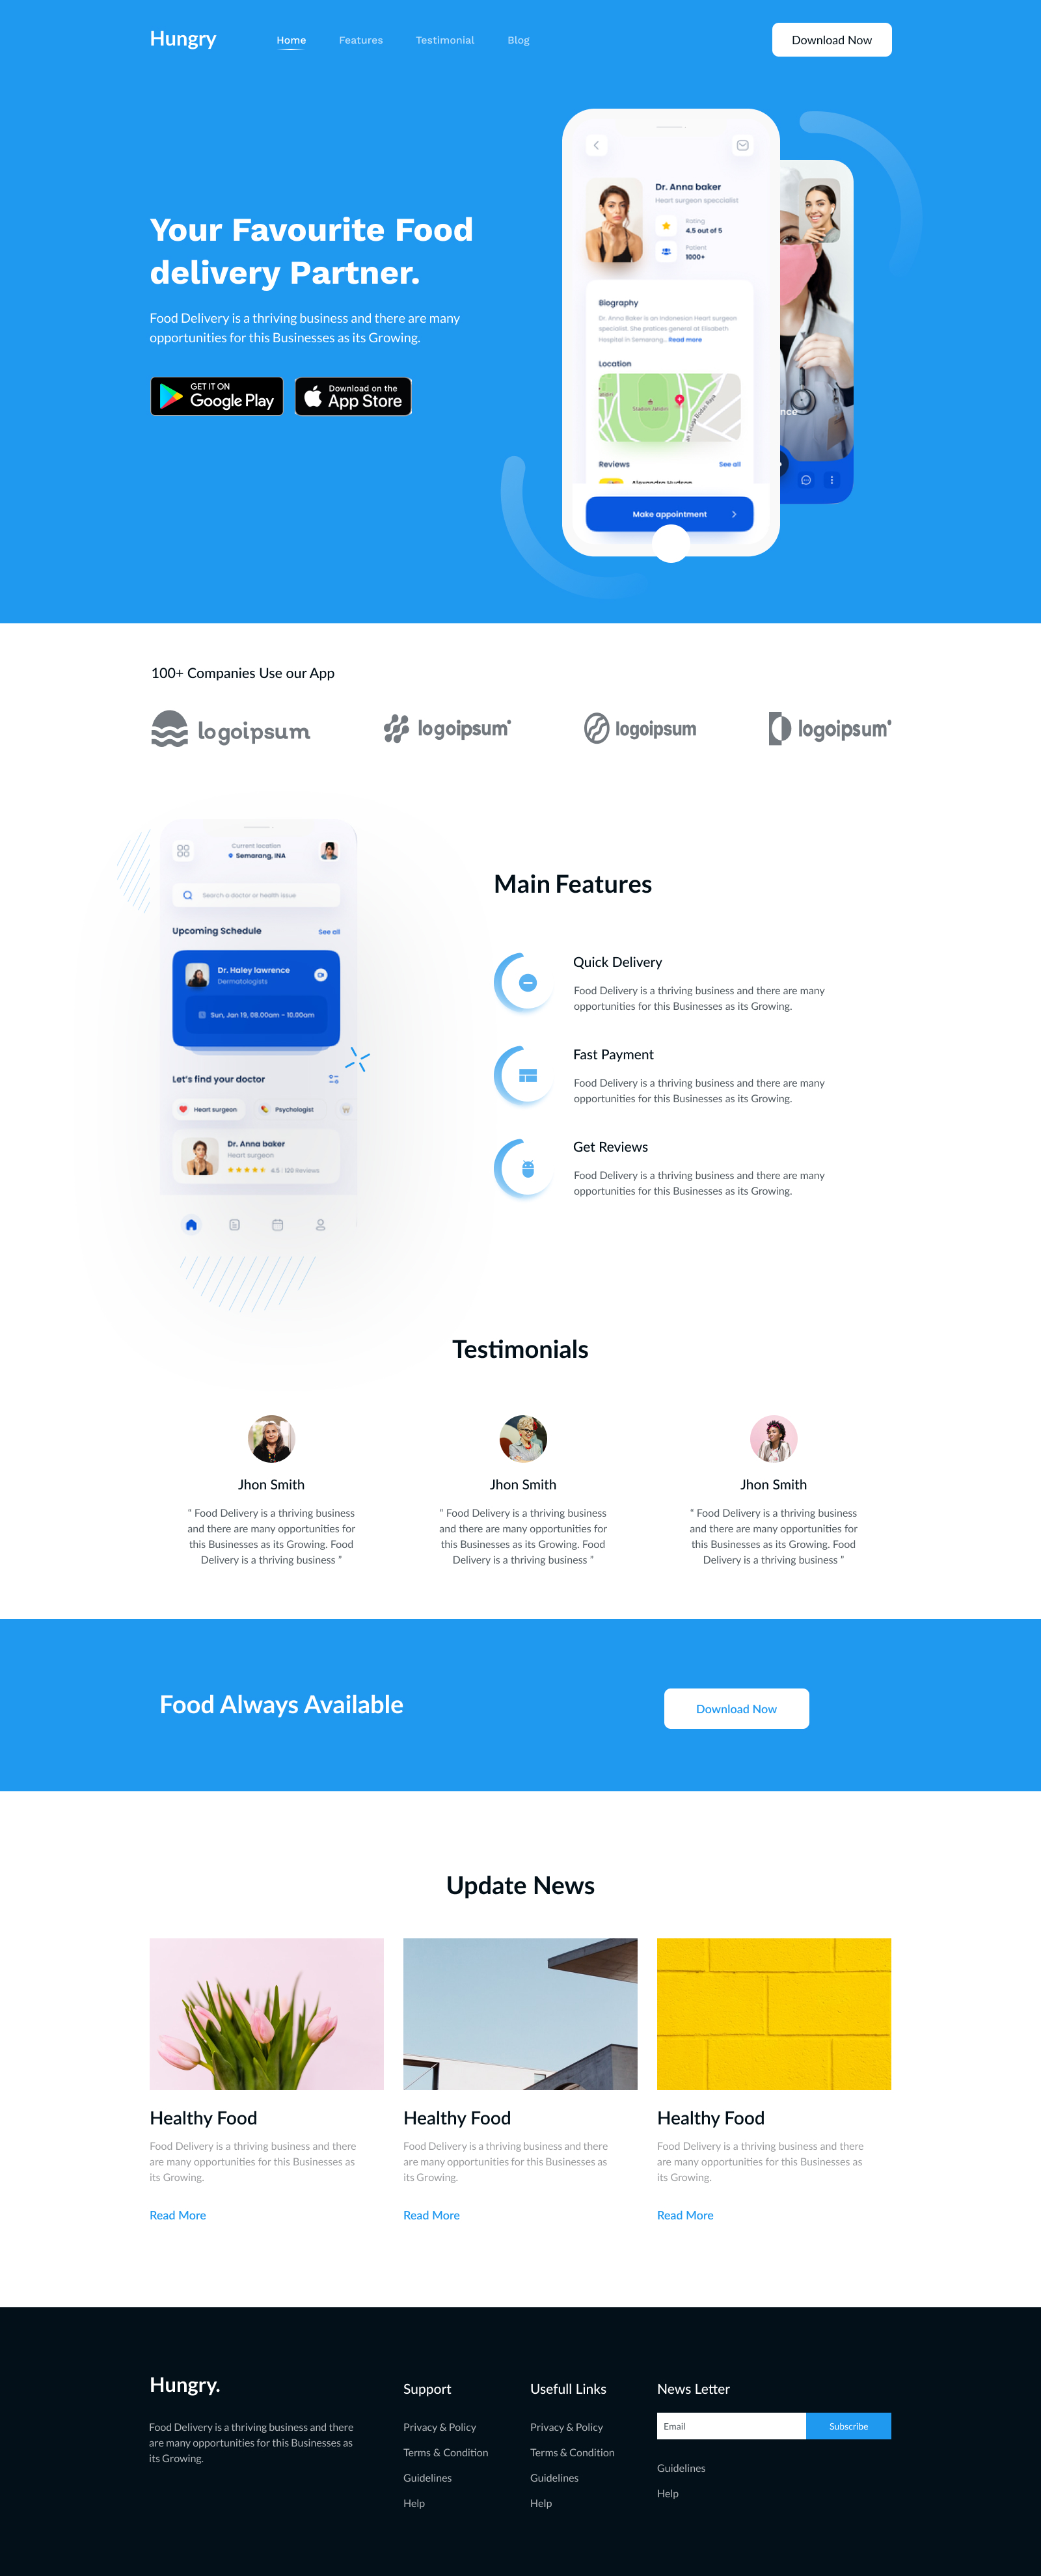 Hungry
Home
Features
Testimonial
Blog
Download Now
Your Favourite Food
delivery Partner.
Food Delivery is a thriving business and there are many
opportunities for this Businesses as its Growing.
GET IT ON
Google Play
Download on the
App Store
Dr. Anna baker
Heart surgeon speccialist
Rating
4.5 out of 5
Patient
1000+
Biography
Dr. Anna Baker is an Indonesian Heart surgeon
specialist. She pratices general at Elisabeth
Hospital in Semarang... Read more
Location
Stadion Jatidiri
Reviews
See all
Alexandra Hudson
Make appointment
nce
100+ Companies Use our App
logoipsum
logoipsum
logoipsum
logoipsum
Current location
Semarang, INA
Search a doctor or health issue
Upcoming Schedule
See all
Dr. Haley lawrence
Dermatologists
Sun, Jan 19, 08.00am - 10.00am
Let's find your doctor
Heart surgeon
Psychologist
Dr. Anna baker
Heart surgeon
4.5 : 120 Reviews
Main Features
Quick Delivery
Food Delivery is a thriving business and there are many
opportunities for this Businesses as its Growing.
Fast Payment
Food Delivery is a thriving business and there are many
opportunities for this Businesses as its Growing.
Get Reviews
Food Delivery is a thriving business and there are many
opportunities for this Businesses as its Growing.
Testimonials
Jhon Smith
" Food Delivery is a thriving business
and there are many opportunities for
this Businesses as its Growing. Food
Delivery is a thriving business "
Jhon Smith
" Food Delivery is a thriving business
and there are many opportunities for
this Businesses as its Growing. Food
Delivery is a thriving business "
Jhon Smith
" Food Delivery is a thriving business
and there are many opportunities for
this Businesses as its Growing. Food
Delivery is a thriving business "
Food Always Available
Download Now
Update News
Healthy Food
Food Delivery is a thriving business and there
are many opportunities for this Businesses as
its Growing.
Read More
Healthy Food
Food Delivery is a thriving business and there
are many opportunities for this Businesses as
its Growing.
Read More
Healthy Food
Food Delivery is a thriving business and there
are many opportunities for this Businesses as
its Growing.
Read More
Hungry.
Food Delivery is a thriving business and there
are many opportunities for this Businesses as
its Growing.
Support
Privacy & Policy
Terms & Condition
Guidelines
Help
Usefull Links
Privacy & Policy
Terms & Condition
Guidelines
Help
News Letter
Email
Subscribe
Guidelines
Help